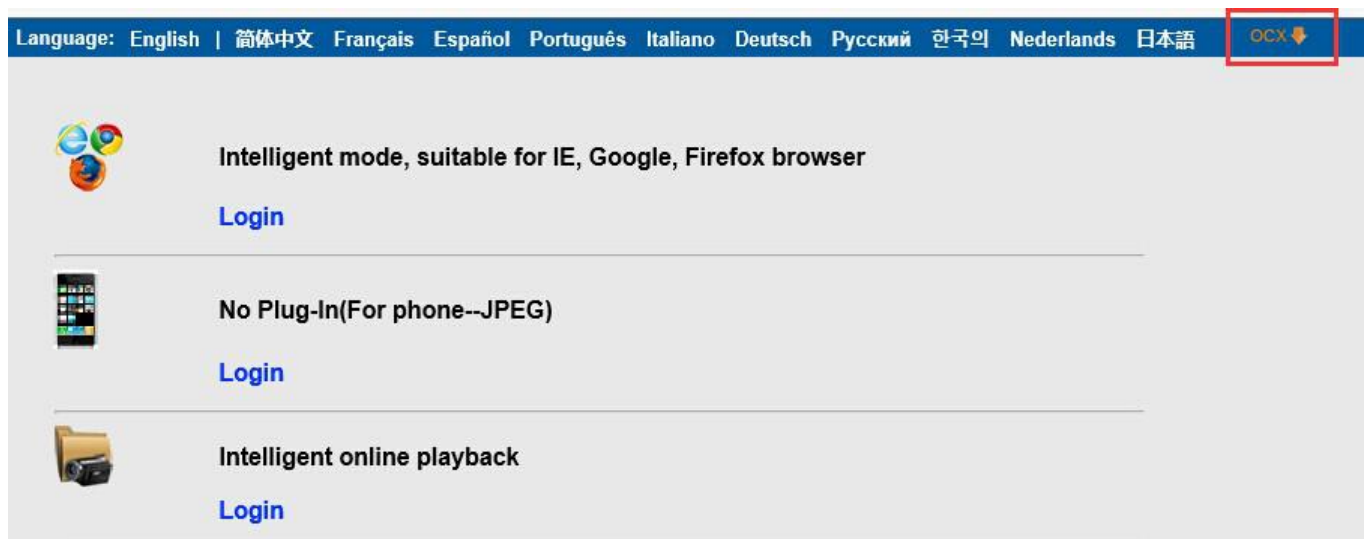 Language: English | 简体中文 Français Español Português Italiano Deutsch Русский 한국의 Nederlands 日本語 OCX
Intelligent mode, suitable for IE, Google, Firefox browser
Login
No Plug-In(For phone--JPEG)
Login
Intelligent online playback
Login